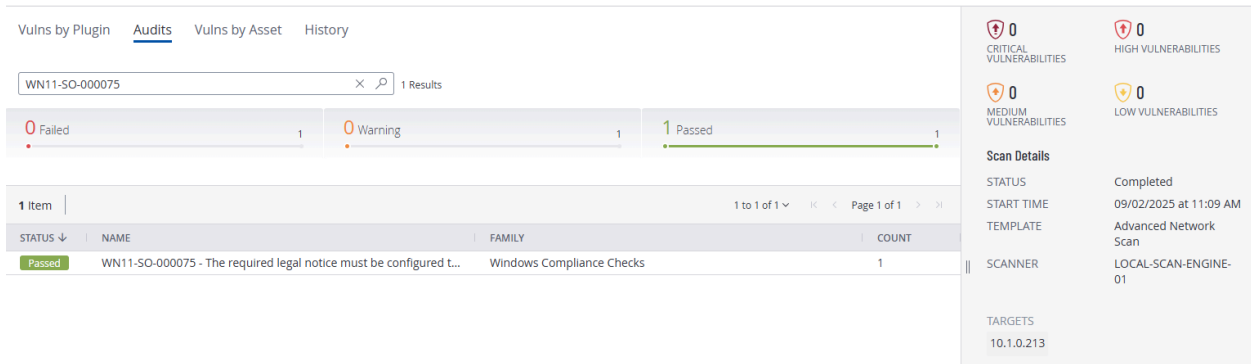 Vulns by Plugin Audits Vulns by Asset History
WN11-SO-000075 1 Results
0 Failed 1
0 Warning 1
1 Passed 1
1 Item 1 to 1 of 1 Page 1 of 1
STATUS NAME FAMILY COUNT
Passed WN11-SO-000075 - The required legal notice must be configured t... Windows Compliance Checks 1
0
CRITICAL
VULNERABILITIES
0
HIGH VULNERABILITIES
0
MEDIUM
VULNERABILITIES
0
LOW VULNERABILITIES
Scan Details
STATUS Completed
START TIME 09/02/2025 at 11:09 AM
TEMPLATE Advanced Network
Scan
SCANNER LOCAL-SCAN-ENGINE-
01
TARGETS
10.1.0.213